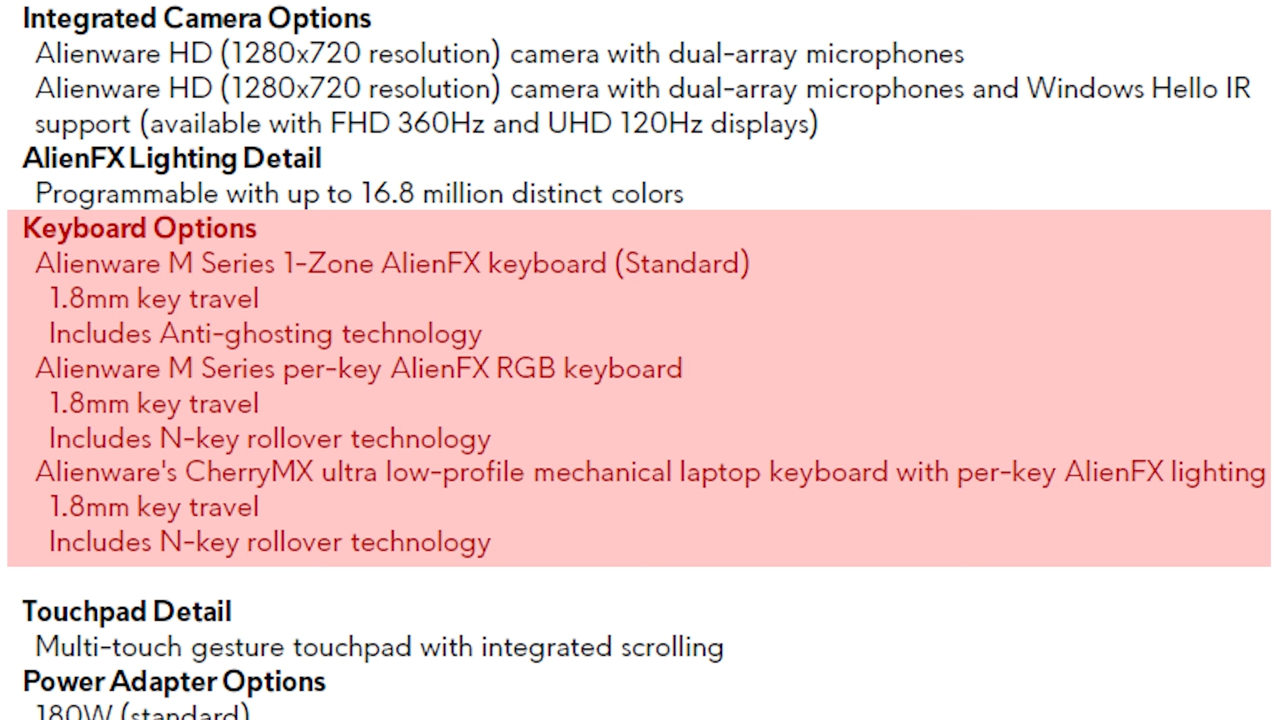 Integrated Camera Options
Alienware HD (1280x720 resolution) camera with dual-array microphones
Alienware HD (1280x720 resolution) camera with dual-array microphones and Windows Hello IR
support (available with FHD 360Hz and UHD 120Hz displays)
AlienFX Lighting Detail
Programmable with up to 16.8 million distinct colors
Keyboard Options
Alienware M Series 1-Zone AlienFX keyboard (Standard)
1.8mm key travel
Includes Anti-ghosting technology
Alienware M Series per-key AlienFX RGB keyboard
1.8mm key travel
Includes N-key rollover technology
Alienware's CherryMX ultra low-profile mechanical laptop keyboard with per-key AlienFX lighting
1.8mm key travel
Includes N-key rollover technology
Touchpad Detail
Multi-touch gesture touchpad with integrated scrolling
Power Adapter Options
180W (standard)